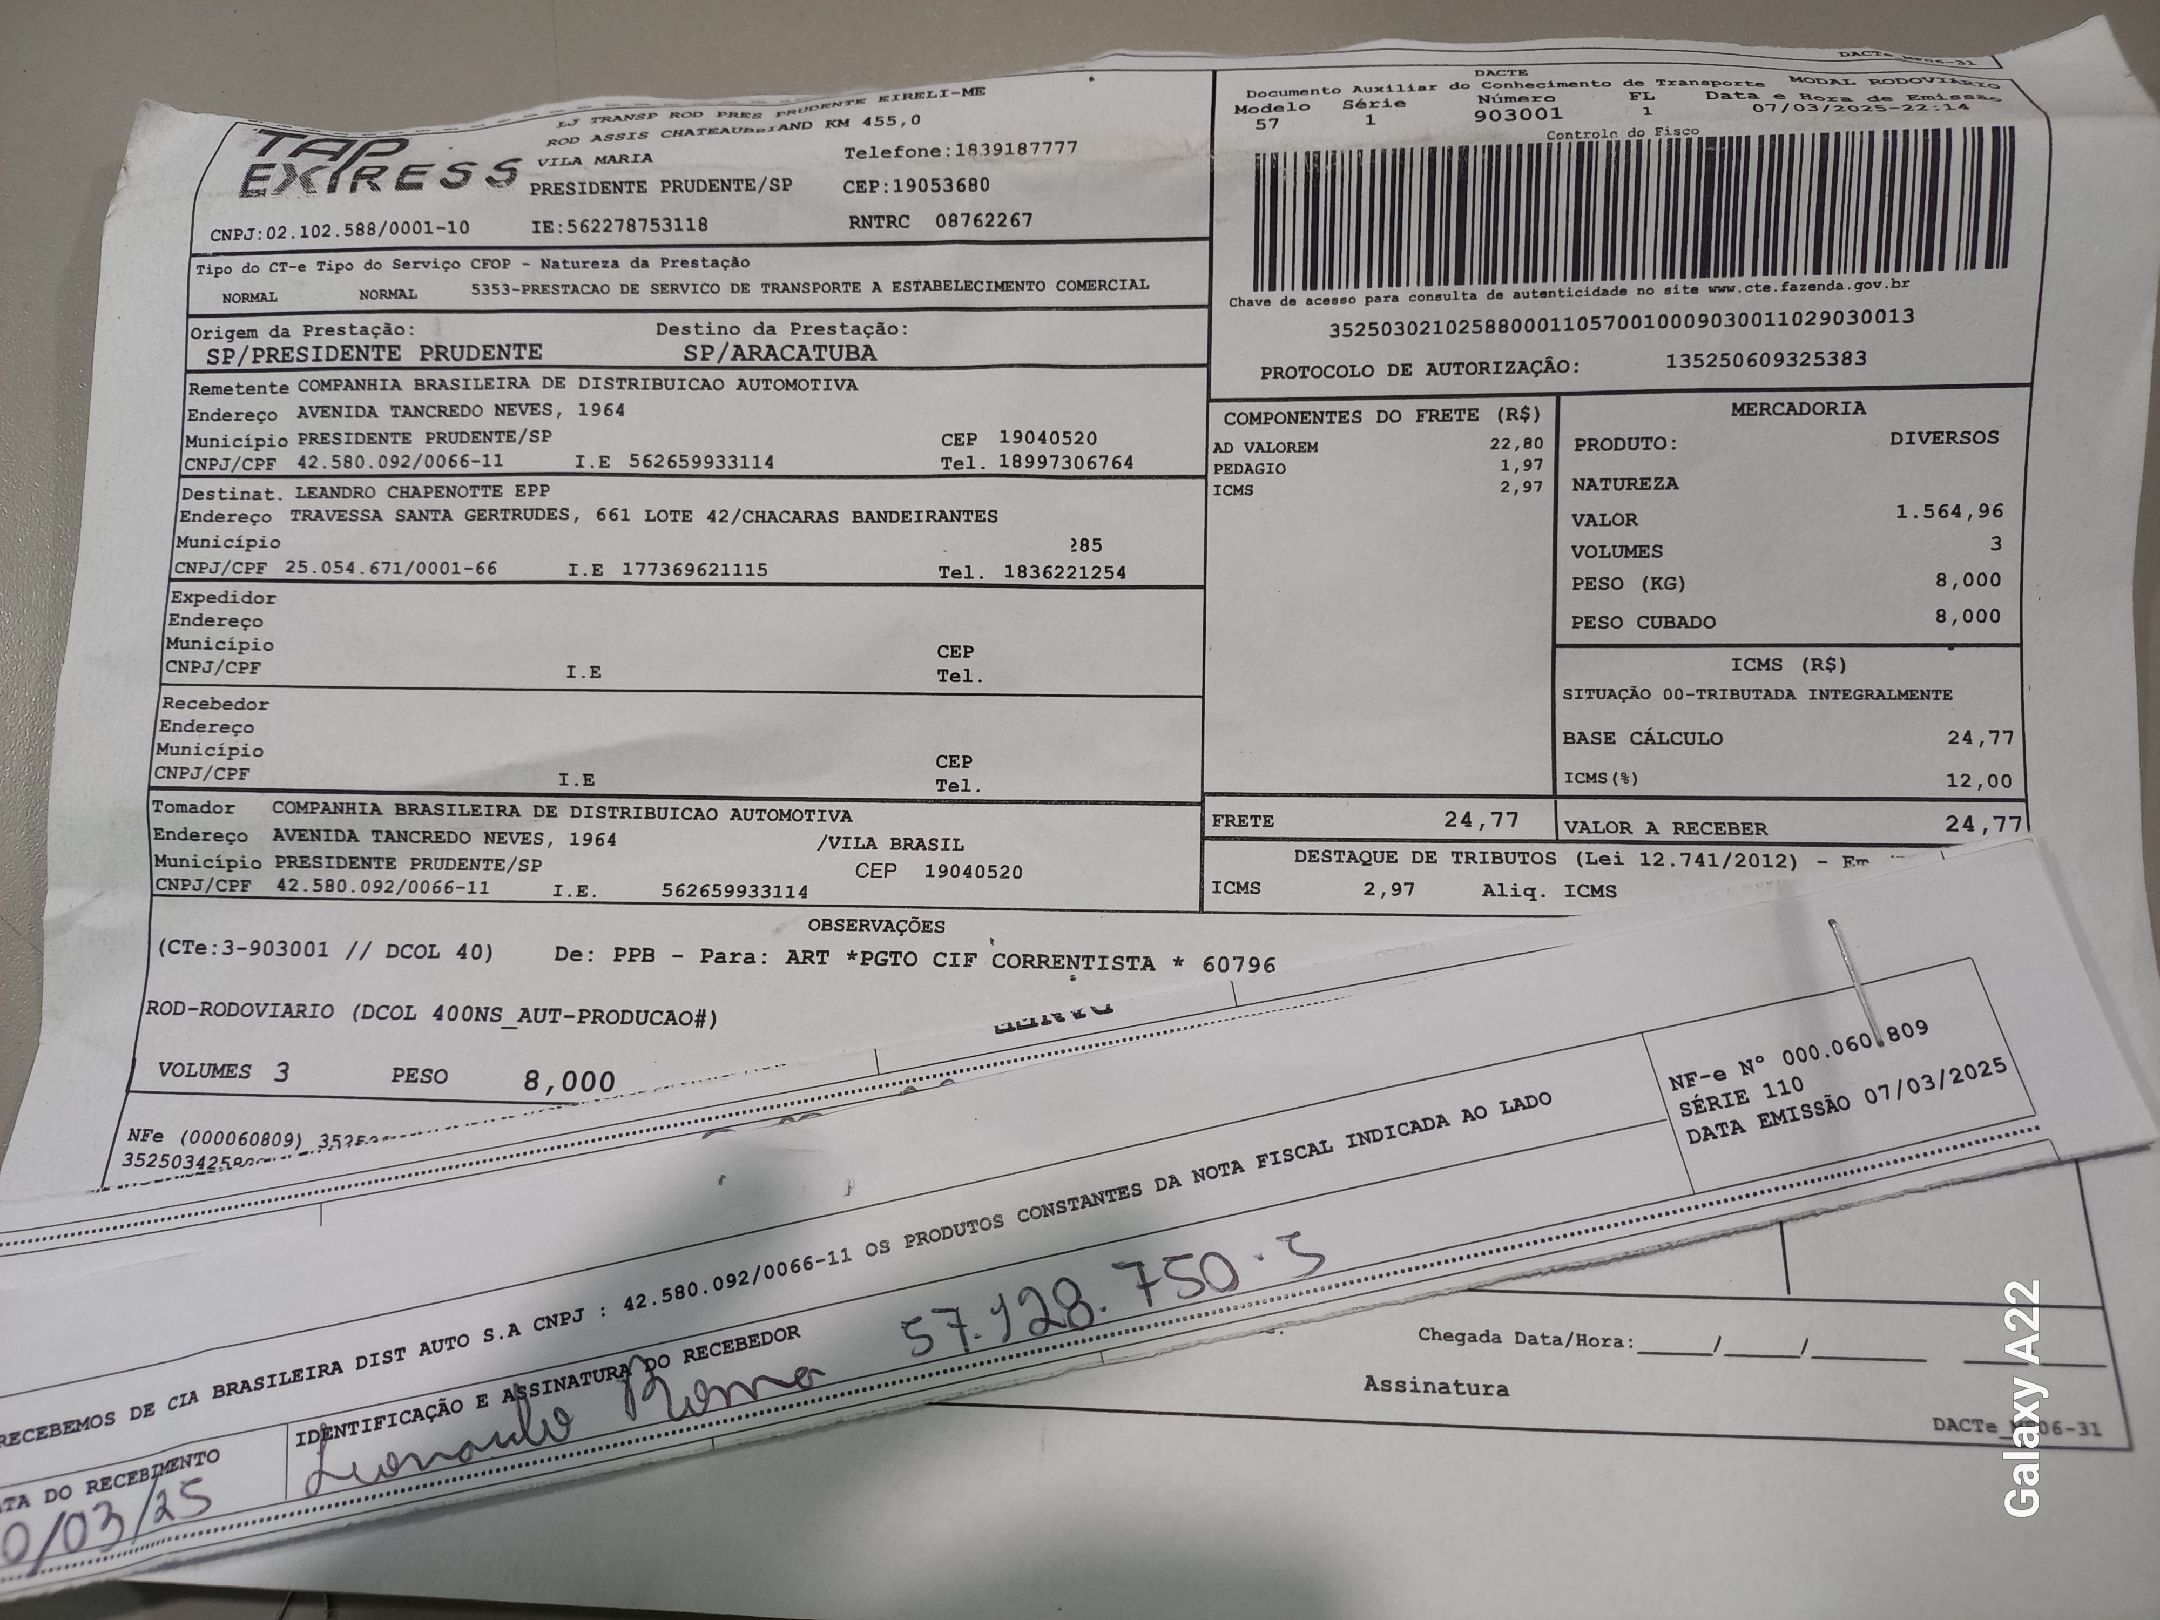 DACTe
TAP EXPRESS
LJ TRANSP ROD PRES PRUDENTE EIRELI-ME
ROD ASSIS CHATEAUBRIAND KM 455,0
VILA MARIA Telefone:1839187777
PRESIDENTE PRUDENTE/SP CEP:19053680
CNPJ:02.102.588/0001-10 IE:562278753118 RNTRC 08762267
DACTE
Documento Auxiliar do Conhecimento de Transporte MODAL RODOVIÁRIO
Modelo Série Número FL Data e Hora de Emissão
57 1 903001 1 07/03/2025-22:14
Controle do Fisco
Chave de acesso para consulta de autenticidade no site www.cte.fazenda.gov.br
35250302102588000110570010009030011029030013
PROTOCOLO DE AUTORIZAÇÃO: 135250609325383
Tipo do CT-e Tipo do Serviço CFOP - Natureza da Prestação
NORMAL NORMAL 5353-PRESTACAO DE SERVICO DE TRANSPORTE A ESTABELECIMENTO COMERCIAL
Origem da Prestação: Destino da Prestação:
SP/PRESIDENTE PRUDENTE SP/ARACATUBA
Remetente COMPANHIA BRASILEIRA DE DISTRIBUICAO AUTOMOTIVA
Endereço AVENIDA TANCREDO NEVES, 1964
Município PRESIDENTE PRUDENTE/SP CEP 19040520
CNPJ/CPF 42.580.092/0066-11 I.E 562659933114 Tel. 18997306764
Destinat. LEANDRO CHAPENOTTE EPP
Endereço TRAVESSA SANTA GERTRUDES, 661 LOTE 42/CHACARAS BANDEIRANTES
Município 285
CNPJ/CPF 25.054.671/0001-66 I.E 177369621115 Tel. 1836221254
Expedidor
Endereço
Município CEP
CNPJ/CPF I.E Tel.
Recebedor
Endereço
Município CEP
CNPJ/CPF I.E Tel.
Tomador COMPANHIA BRASILEIRA DE DISTRIBUICAO AUTOMOTIVA
Endereço AVENIDA TANCREDO NEVES, 1964 /VILA BRASIL
Município PRESIDENTE PRUDENTE/SP CEP 19040520
CNPJ/CPF 42.580.092/0066-11 I.E. 562659933114
COMPONENTES DO FRETE (R$)
AD VALOREM 22,80
PEDAGIO 1,97
ICMS 2,97
MERCADORIA
PRODUTO: DIVERSOS
NATUREZA
VALOR 1.564,96
VOLUMES 3
PESO (KG) 8,000
PESO CUBADO 8,000
ICMS (R$)
SITUAÇÃO 00-TRIBUTADA INTEGRALMENTE
BASE CÁLCULO 24,77
ICMS(%) 12,00
FRETE 24,77 VALOR A RECEBER 24,77
DESTAQUE DE TRIBUTOS (Lei 12.741/2012) -
ICMS 2,97 Aliq. ICMS
OBSERVAÇÕES
(CTe:3-903001 // DCOL 40) De: PPB - Para: ART *PGTO CIF CORRENTISTA * 60796
ROD-RODOVIARIO (DCOL 400NS_AUT-PRODUCAO#)
VOLUMES 3 PESO 8,000
NFe (000060809)
RECEBEMOS DE CIA BRASILEIRA DIST AUTO S.A CNPJ : 42.580.092/0066-11 OS PRODUTOS CONSTANTES DA NOTA FISCAL INDICADA AO LADO
NF-e Nº 000.060.809
SÉRIE 110
DATA EMISSÃO 07/03/2025
DATA DO RECEBIMENTO IDENTIFICAÇÃO E ASSINATURA DO RECEBEDOR
0/03/25 Leonardo Roma 57.128.750-5
Chegada Data/Hora:_____/_____/________
Assinatura
DACTe_MP06-31
Galaxy A22